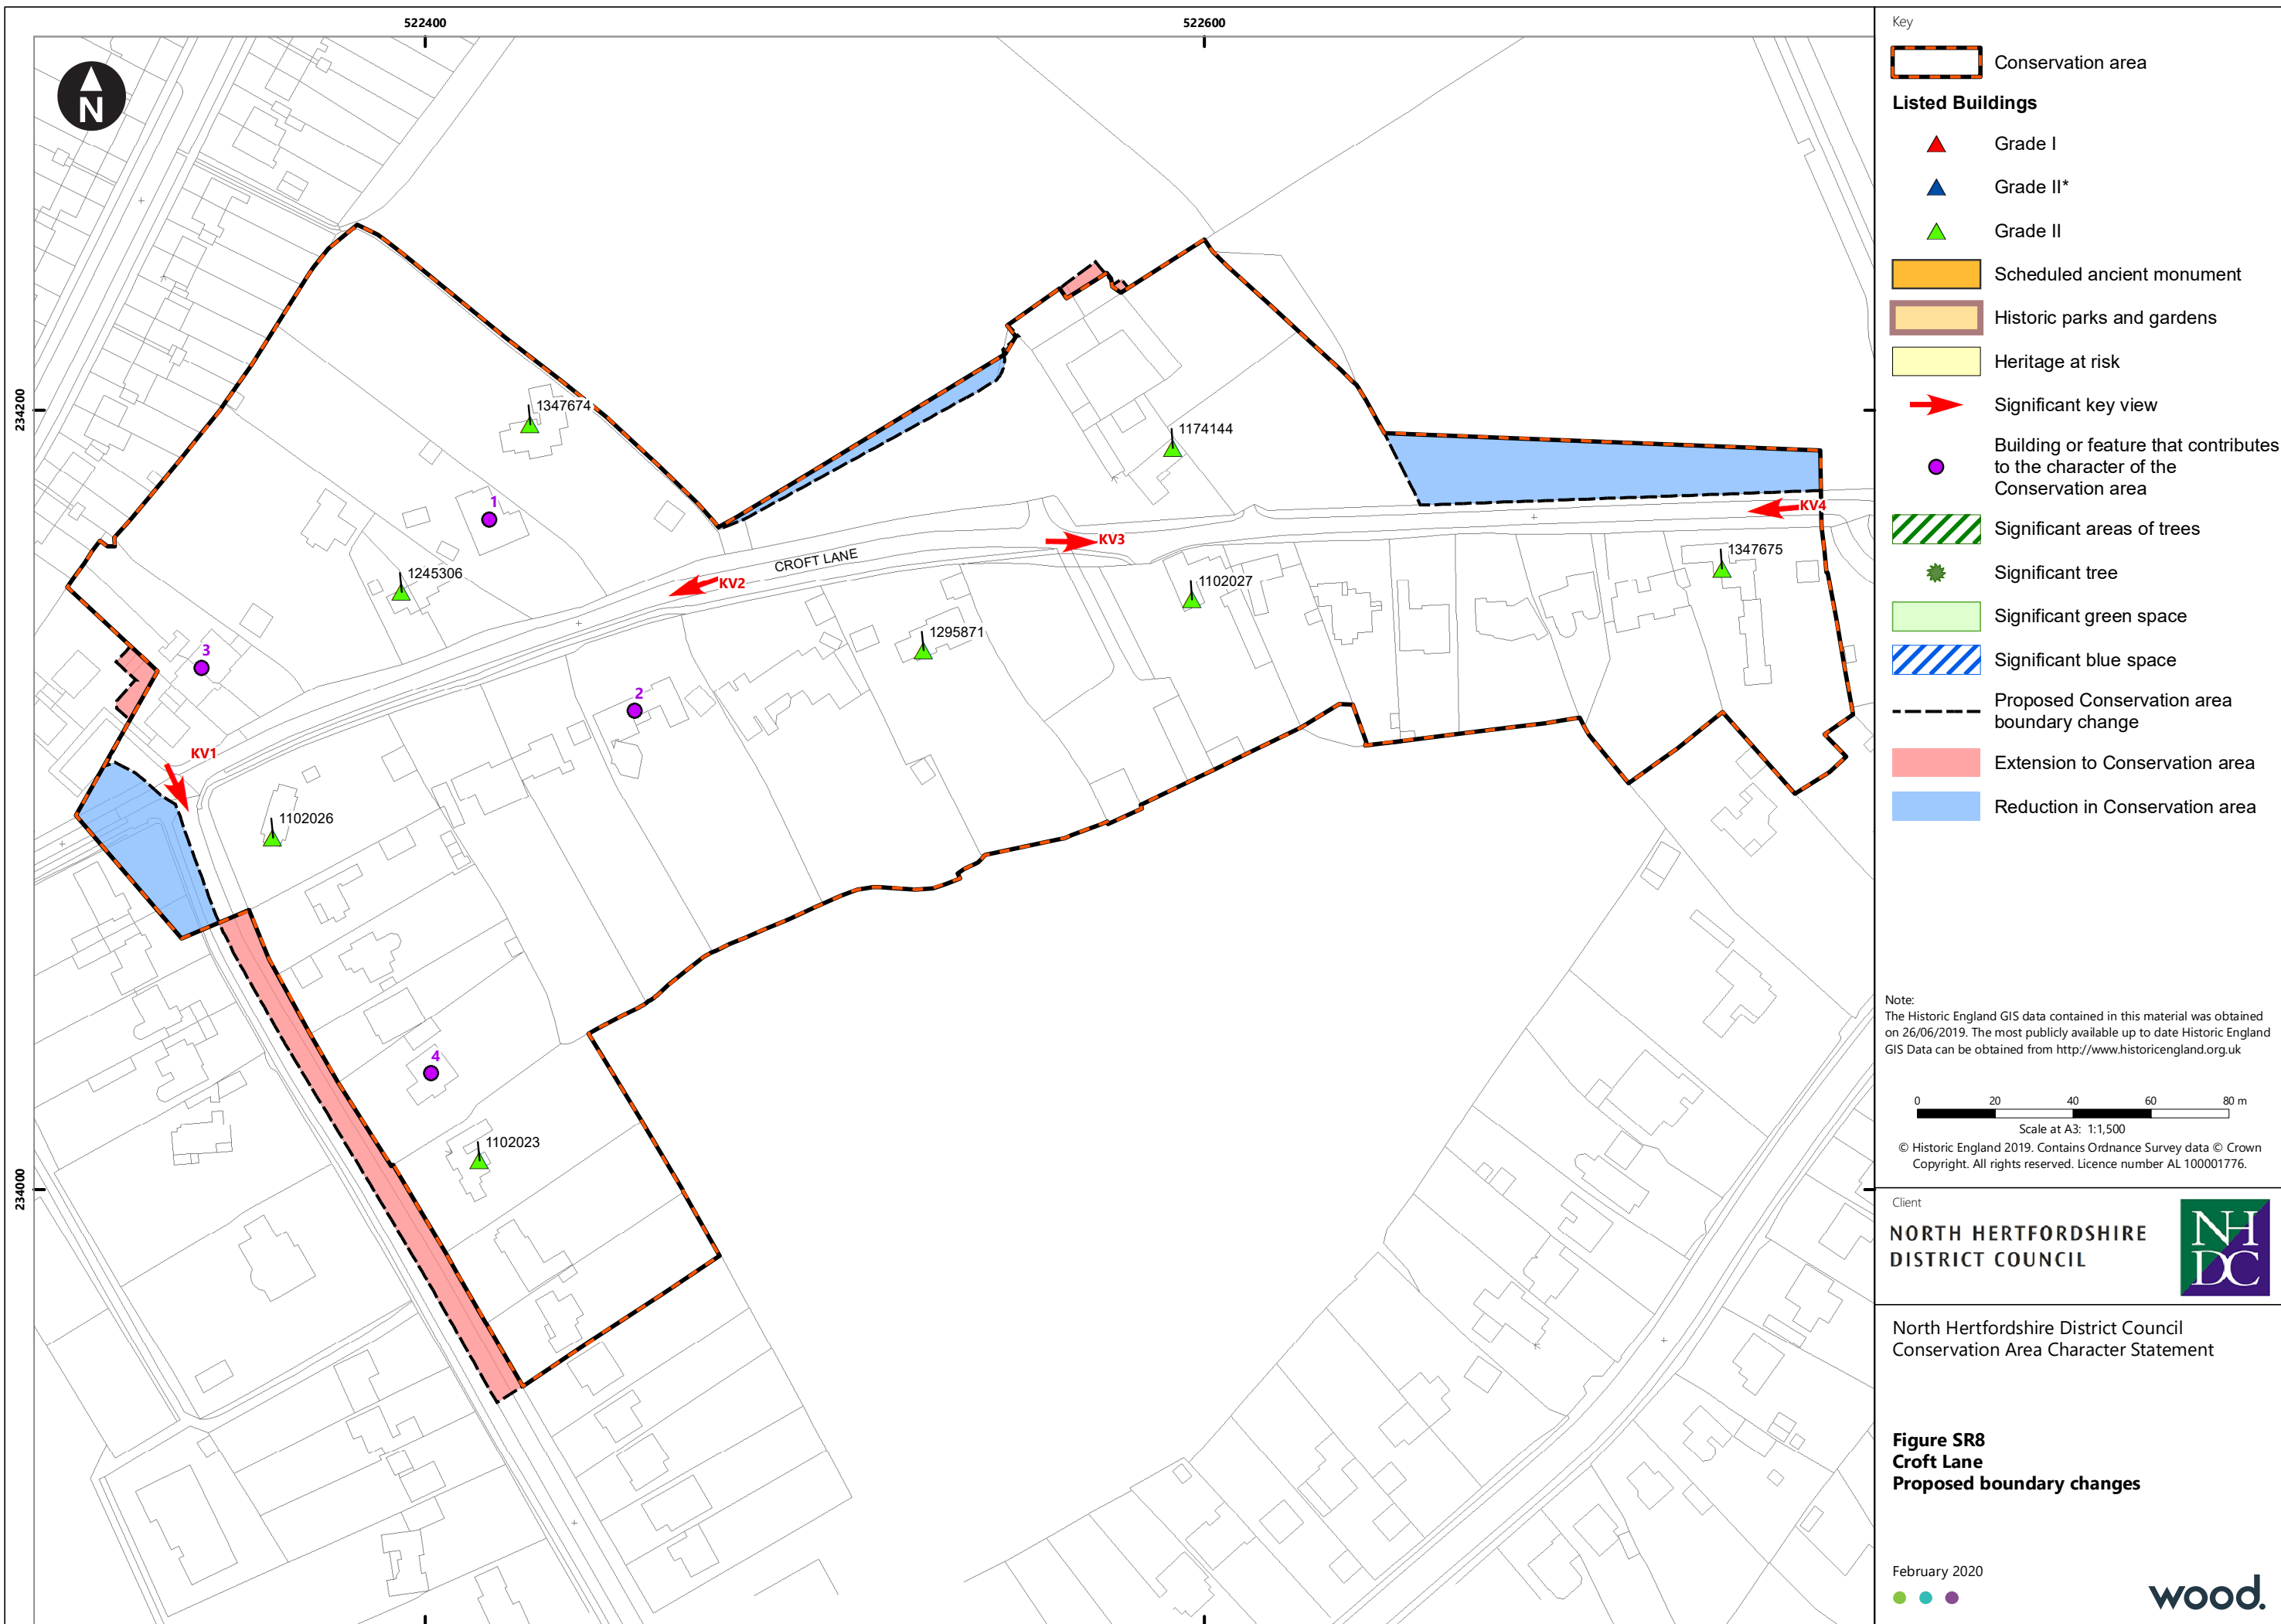 522400
522600
234200
234000
N
1347674
1
1245306
3
KV1
1102026
KV2
CROFT LANE
2
1295871
KV3
1174144
1102027
KV4
1347675
4
1102023
Key
Conservation area
Listed Buildings
Grade I
Grade II*
Grade II
Scheduled ancient monument
Historic parks and gardens
Heritage at risk
Significant key view
Building or feature that contributes
to the character of the
Conservation area
Significant areas of trees
Significant tree
Significant green space
Significant blue space
Proposed Conservation area
boundary change
Extension to Conservation area
Reduction in Conservation area
Note:
The Historic England GIS data contained in this material was obtained
on 26/06/2019. The most publicly available up to date Historic England
GIS Data can be obtained from http://www.historicengland.org.uk
0 20 40 60 80 m
Scale at A3: 1:1,500
© Historic England 2019. Contains Ordnance Survey data © Crown
Copyright. All rights reserved. Licence number AL 100001776.
Client
NORTH HERTFORDSHIRE
DISTRICT COUNCIL
NH
DC
North Hertfordshire District Council
Conservation Area Character Statement
Figure SR8
Croft Lane
Proposed boundary changes
February 2020
wood.